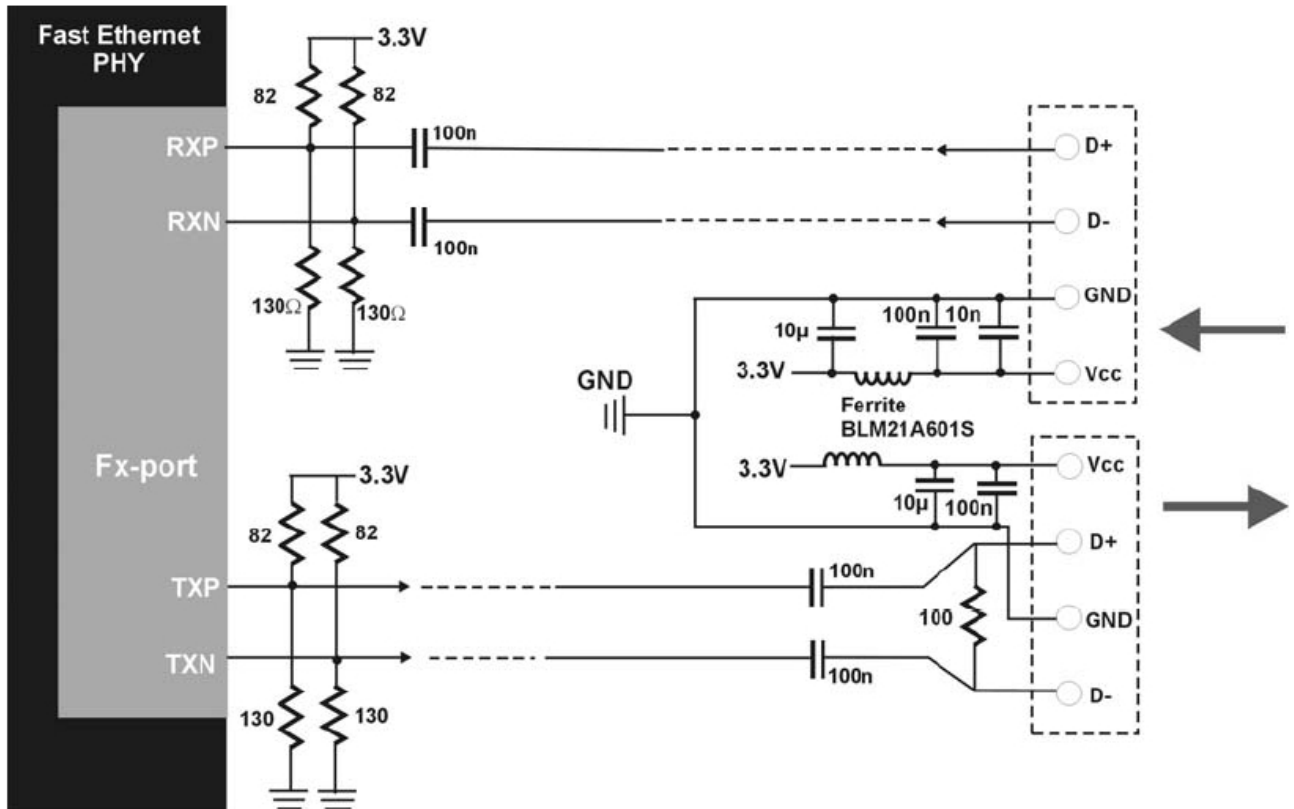 Fast Ethernet
PHY
3.3V
82
82
RXP
100n
D+
RXN
100n
D-
130Ω
130Ω
GND
10µ
100n
10n
3.3V
Vcc
GND
Ferrite
BLM21A601S
Fx-port
3.3V
3.3V
Vcc
10µ
100n
82
82
D+
TXP
100n
100
GND
TXN
100n
D-
130
130